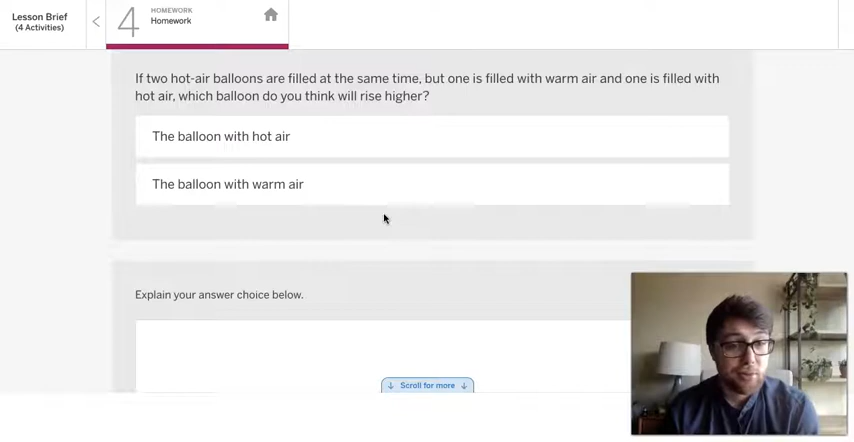 Lesson Brief
(4 Activities)
4
HOMEWORK
Homework
If two hot-air balloons are filled at the same time, but one is filled with warm air and one is filled with
hot air, which balloon do you think will rise higher?
The balloon with hot air
The balloon with warm air
Explain your answer choice below.
Scroll for more